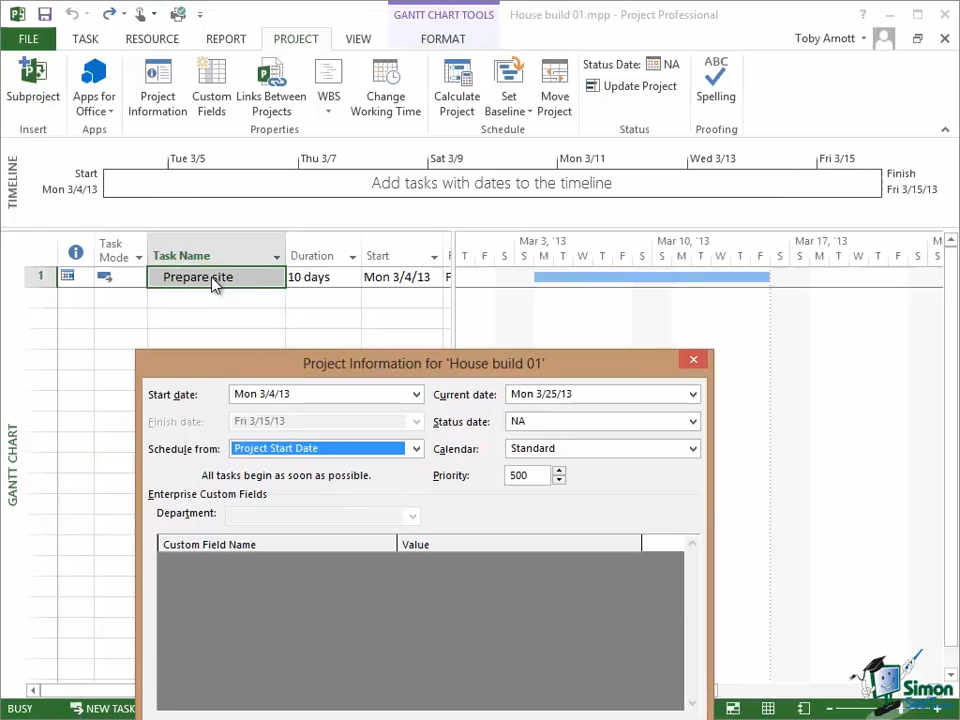 GANTT CHART TOOLS
House build 01.mpp - Project Professional
FILE TASK RESOURCE REPORT PROJECT VIEW FORMAT
Toby Arnott
Subproject
Apps for Office
Project Information
Custom Fields
Links Between Projects
WBS
Change Working Time
Calculate Project
Set Baseline
Move Project
Status Date: NA
Update Project
ABC
Spelling
Insert Apps Properties Schedule Status Proofing
TIMELINE
Tue 3/5 Thu 3/7 Sat 3/9 Mon 3/11 Wed 3/13 Fri 3/15
Start
Mon 3/4/13
Add tasks with dates to the timeline
Finish
Fri 3/15/13
GANTT CHART
Task Mode
Task Name
Duration
Start
F
Mar 3, '13 Mar 10, '13 Mar 17, '13 M
T F S S M T W T F S S M T W T F S S M T W T F S
1 Prepare site 10 days Mon 3/4/13 F
Project Information for 'House build 01'
Start date: Mon 3/4/13 Current date: Mon 3/25/13
Finish date: Fri 3/15/13 Status date: NA
Schedule from: Project Start Date Calendar: Standard
All tasks begin as soon as possible. Priority: 500
Enterprise Custom Fields
Department:
Custom Field Name Value
BUSY NEW TASK
Simon